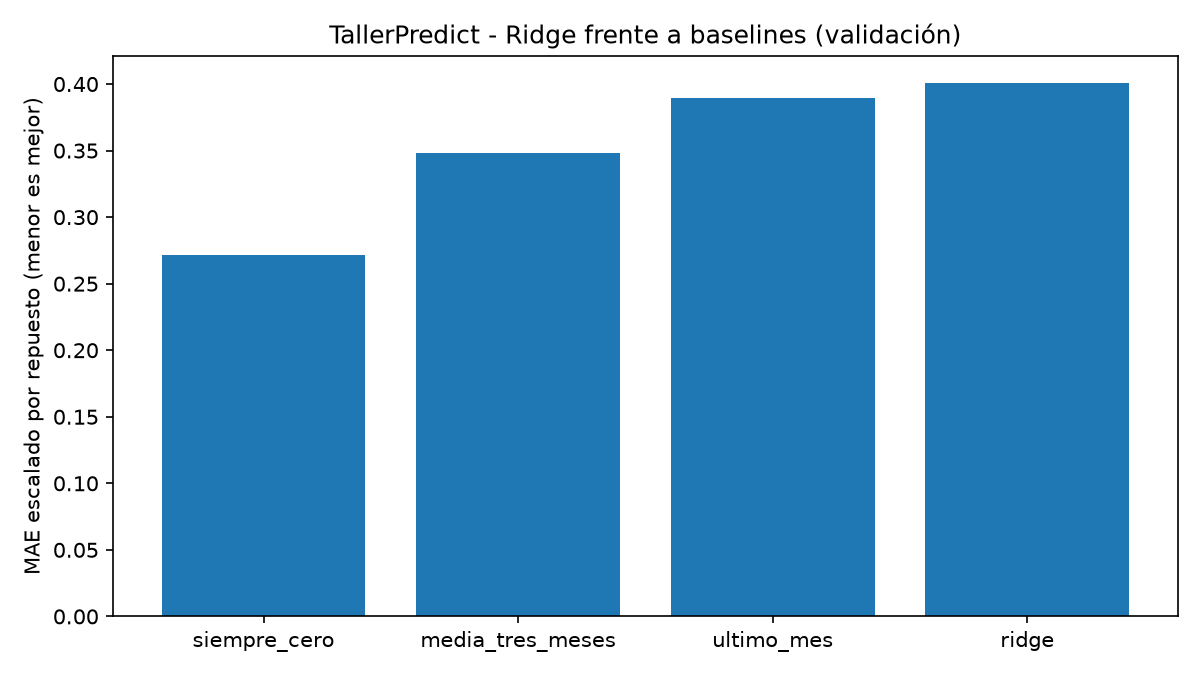 TallerPredict - Ridge frente a baselines (validación)
MAE escalado por repuesto (menor es mejor)
0.40
0.35
0.30
0.25
0.20
0.15
0.10
0.05
0.00
siempre_cero
media_tres_meses
ultimo_mes
ridge